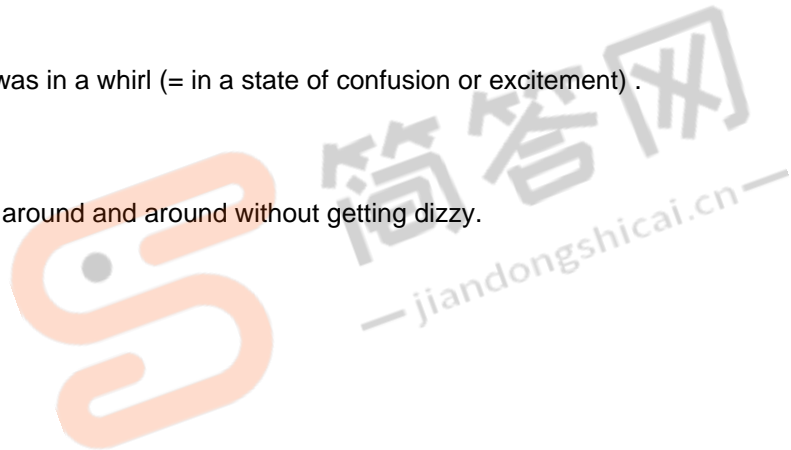 was in a whirl (= in a state of confusion or excitement) .
around and around without getting dizzy.
简答网
jiandongshicai.cn